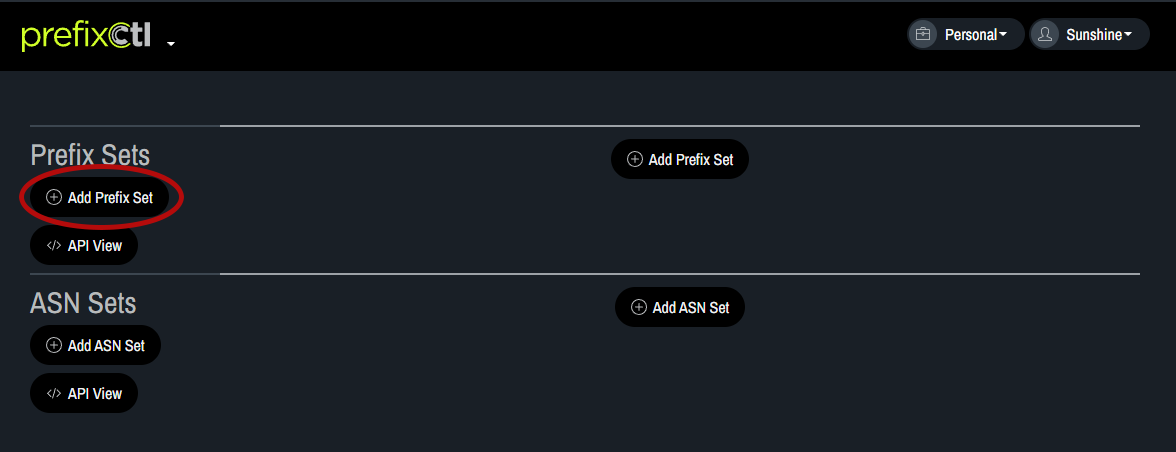 prefixctl
Personal
Sunshine
Prefix Sets
Add Prefix Set
Add Prefix Set
</> API View
ASN Sets
Add ASN Set
Add ASN Set
</> API View